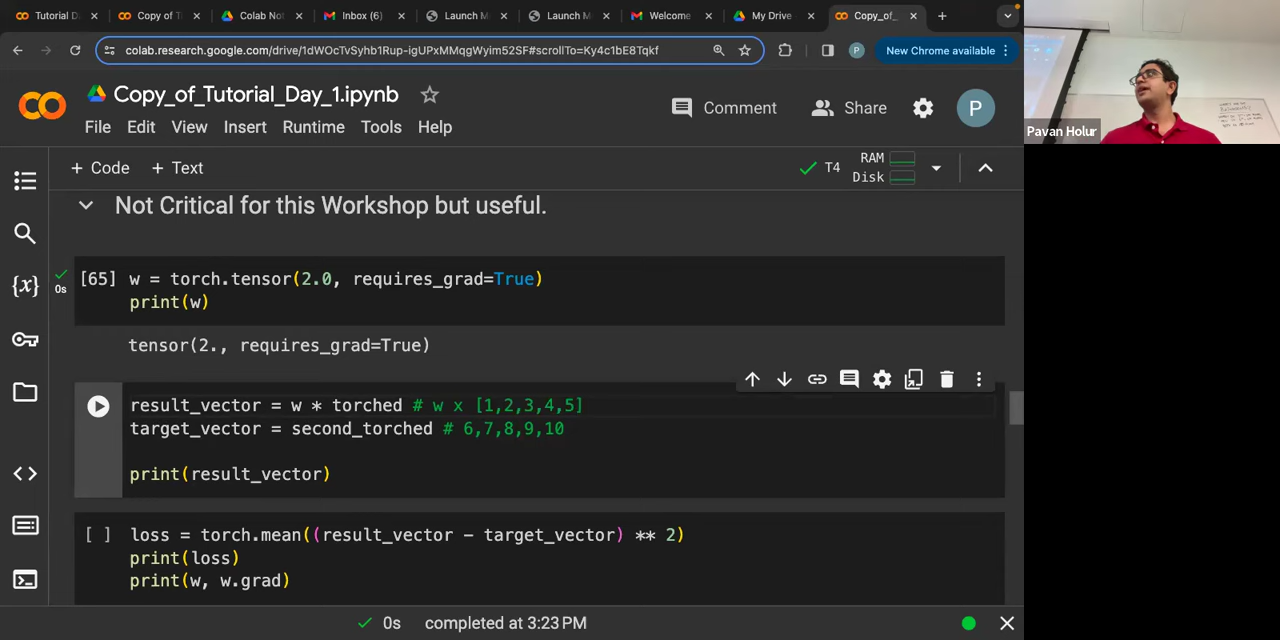 Tutorial D
Copy of T
Colab Not
Inbox (6)
Launch M
Launch M
Welcome
My Drive
Copy_of_
colab.research.google.com/drive/1dWOcTvSyhb1Rup-igUPxMMqgWyim52SF#scrollTo=Ky4c1bE8Tqkf
P
New Chrome available
Copy_of_Tutorial_Day_1.ipynb
Comment
Share
P
File Edit View Insert Runtime Tools Help
+ Code + Text
T4
RAM
Disk
Not Critical for this Workshop but useful.
[65] w = torch.tensor(2.0, requires_grad=True)
0s
print(w)
tensor(2., requires_grad=True)
result_vector = w * torched # w x [1,2,3,4,5]
target_vector = second_torched # 6,7,8,9,10
print(result_vector)
[ ] loss = torch.mean((result_vector - target_vector) ** 2)
print(loss)
print(w, w.grad)
0s completed at 3:23 PM
Pavan Holur